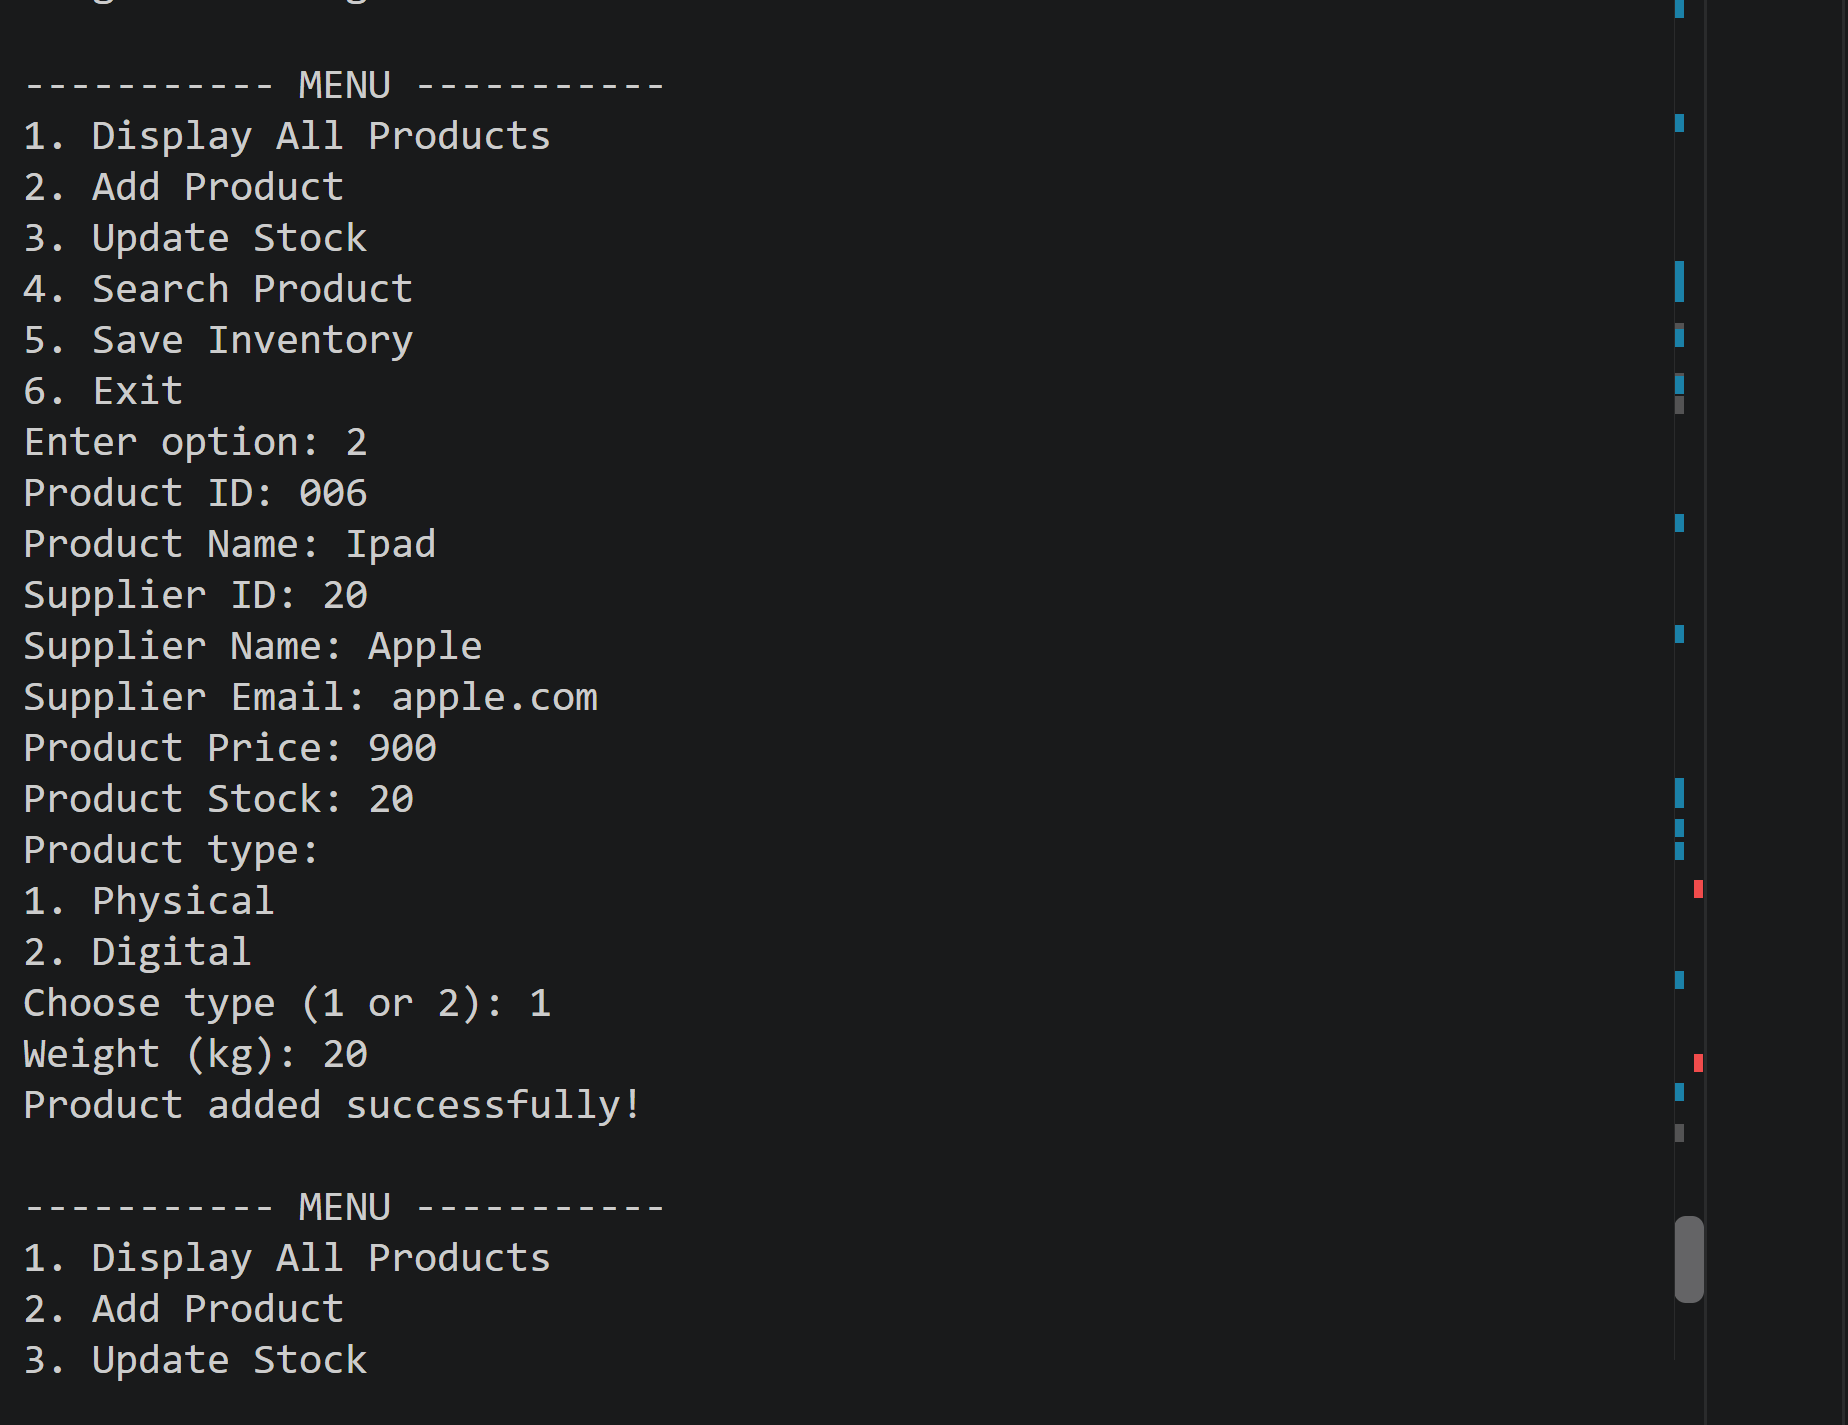 ----------- MENU -----------
1. Display All Products
2. Add Product
3. Update Stock
4. Search Product
5. Save Inventory
6. Exit
Enter option: 2
Product ID: 006
Product Name: Ipad
Supplier ID: 20
Supplier Name: Apple
Supplier Email: apple.com
Product Price: 900
Product Stock: 20
Product type:
1. Physical
2. Digital
Choose type (1 or 2): 1
Weight (kg): 20
Product added successfully!
----------- MENU -----------
1. Display All Products
2. Add Product
3. Update Stock